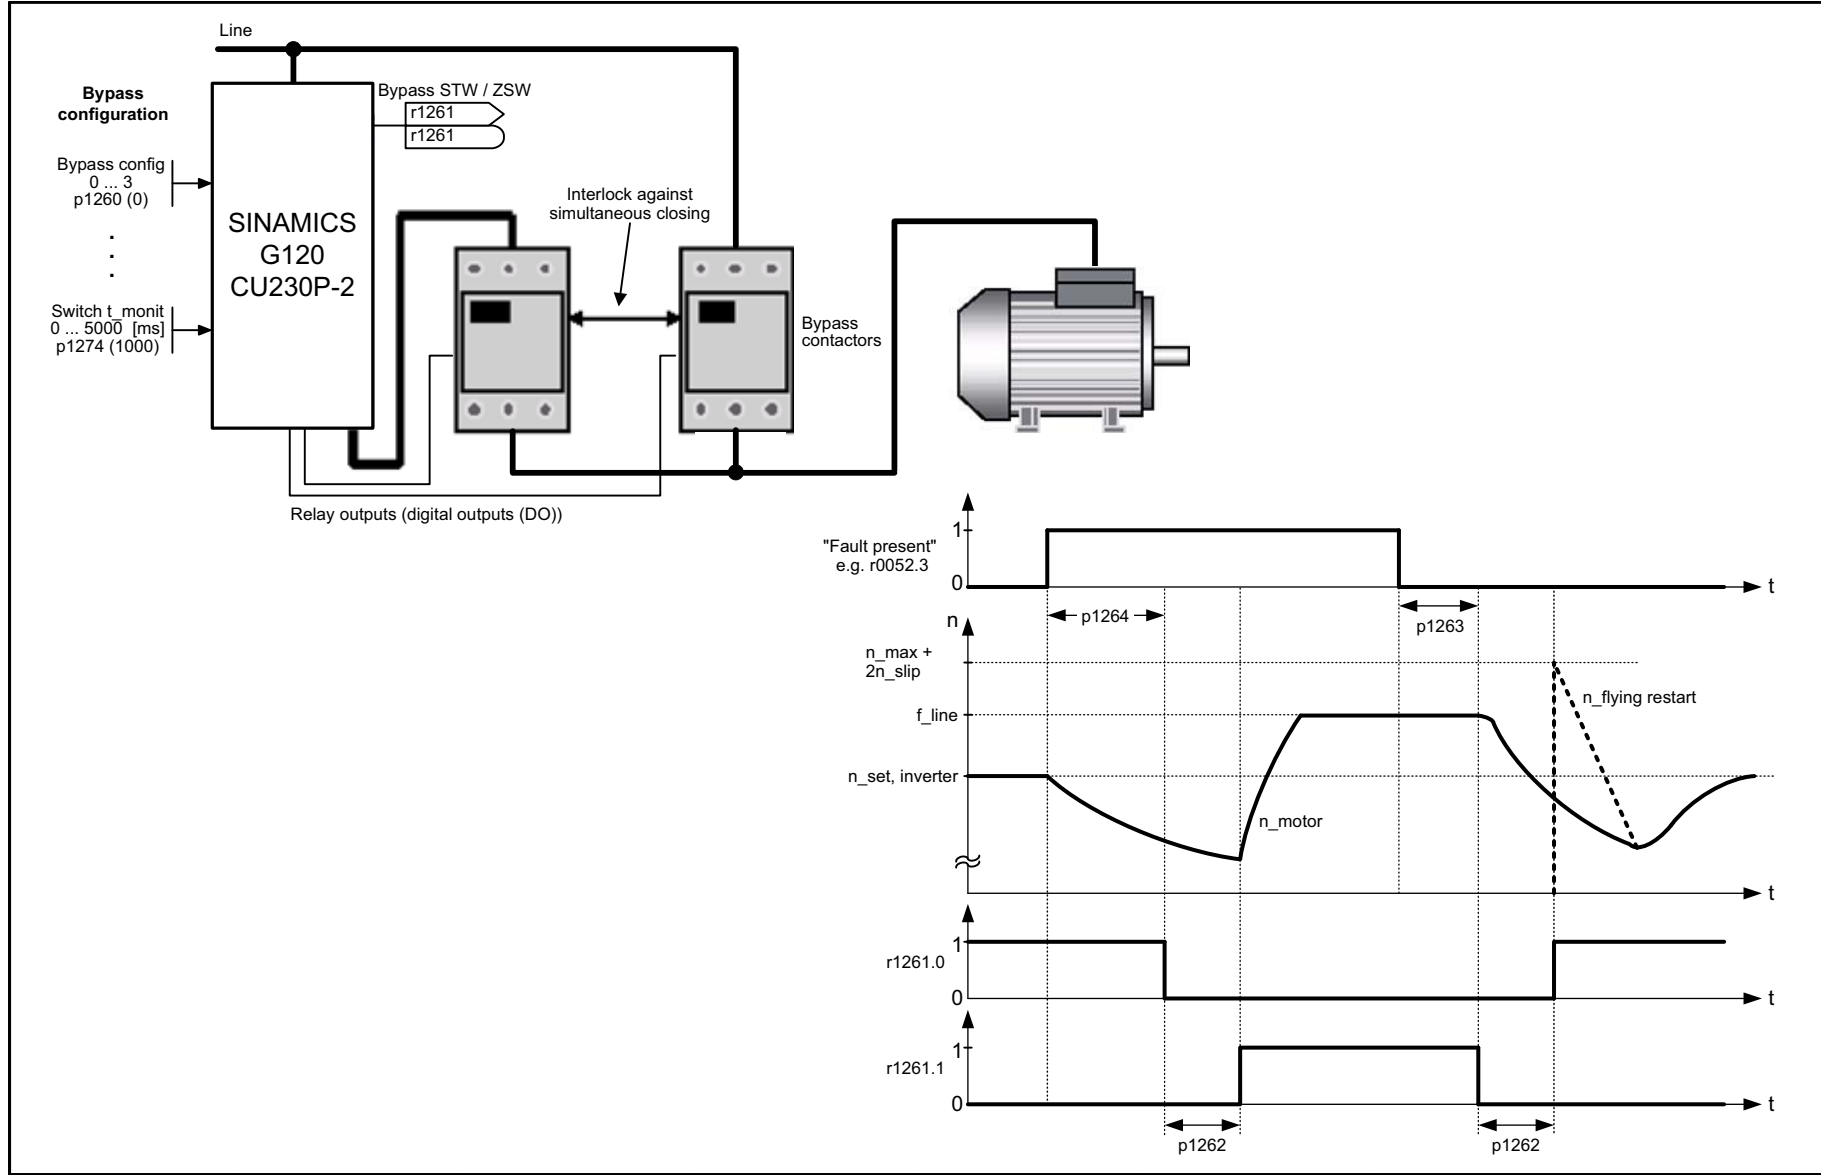 Line
Bypass
configuration
Bypass STW / ZSW
r1261
r1261
Bypass config
0 ... 3
p1260 (0)
.
.
.
Switch t_monit
0 ... 5000 [ms]
p1274 (1000)
SINAMICS
G120
CU230P-2
Interlock against
simultaneous closing
Bypass
contactors
Relay outputs (digital outputs (DO))
"Fault present"
e.g. r0052.3
1
0
t
p1264
p1263
n
n_max +
2n_slip
f_line
n_set, inverter
n_flying restart
n_motor
t
r1261.0
1
0
t
r1261.1
1
0
t
p1262
p1262